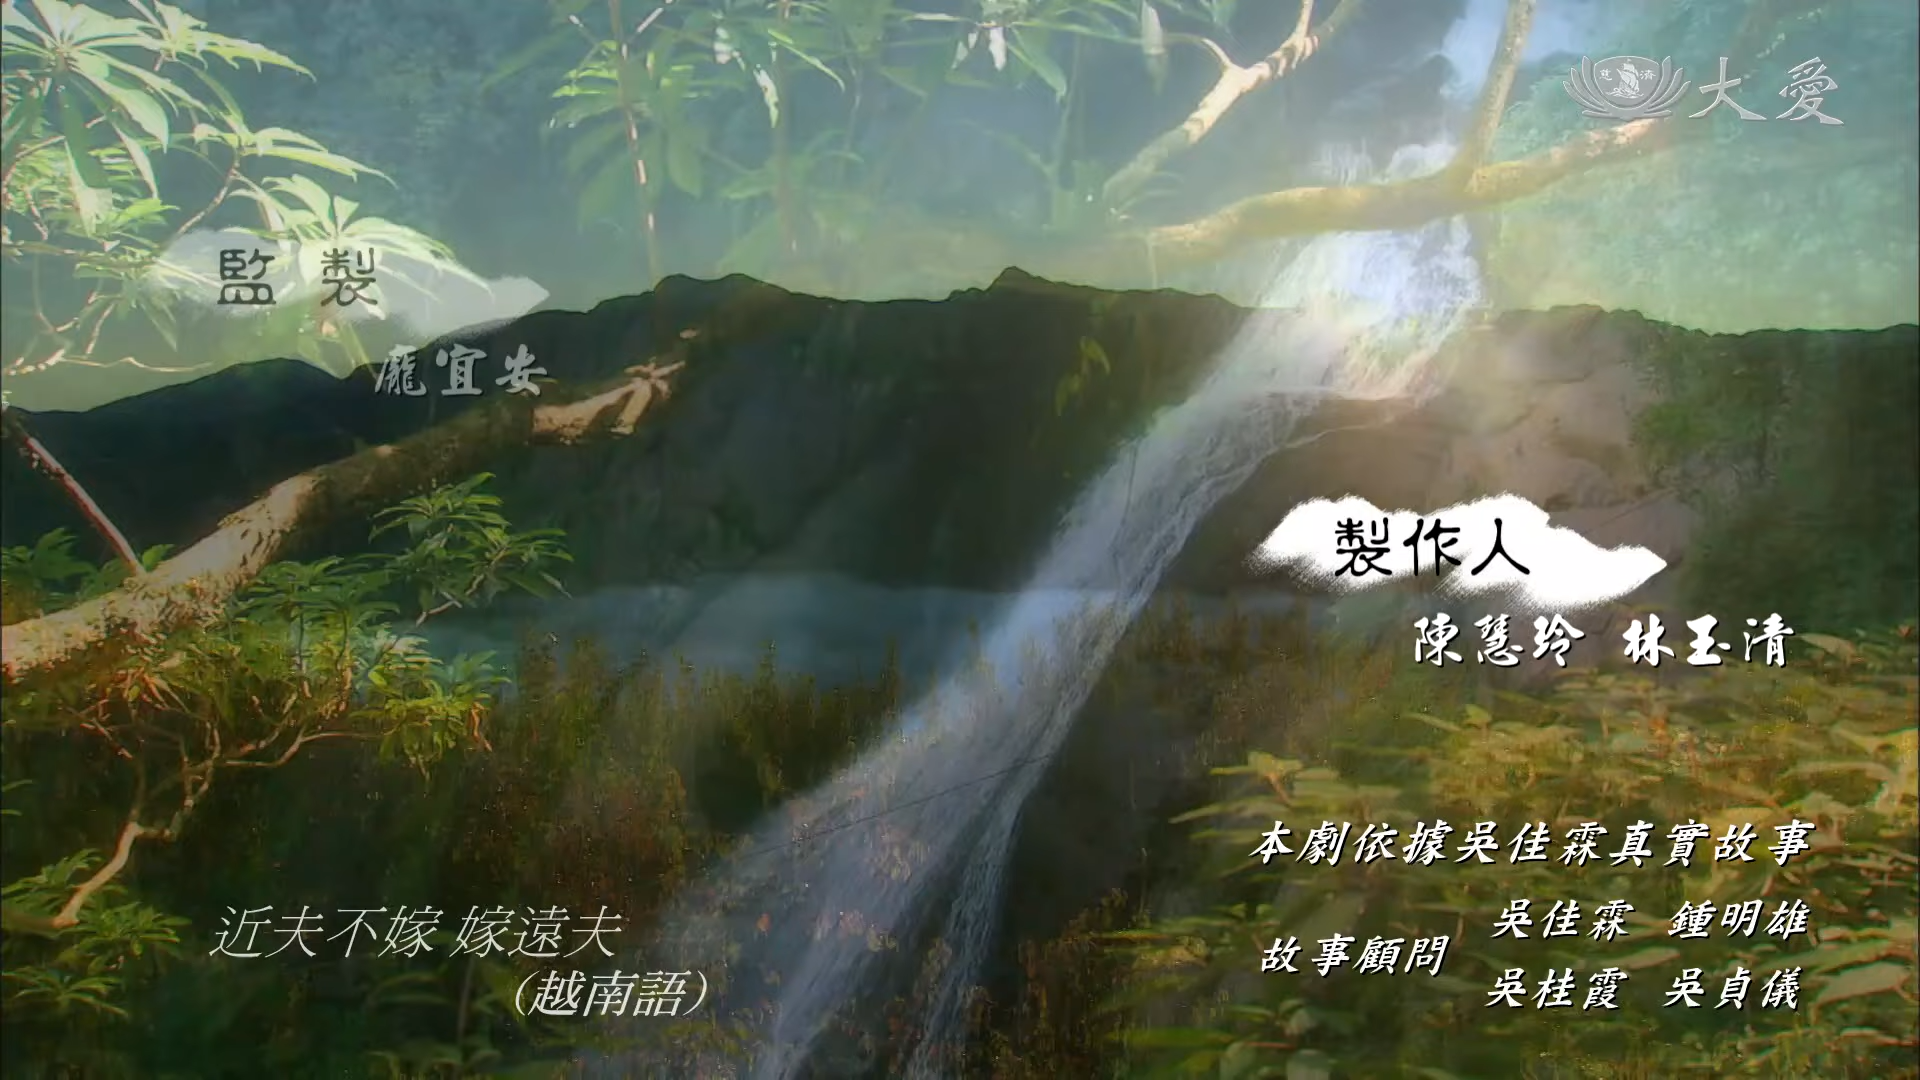 慈濟 大愛
監製
龐宜安
製作人
陳慧玲 林玉清
本劇依據吳佳霖真實故事
故事顧問
吳佳霖 鍾明雄
吳桂霞 吳貞儀
近夫不嫁 嫁遠夫
(越南語)